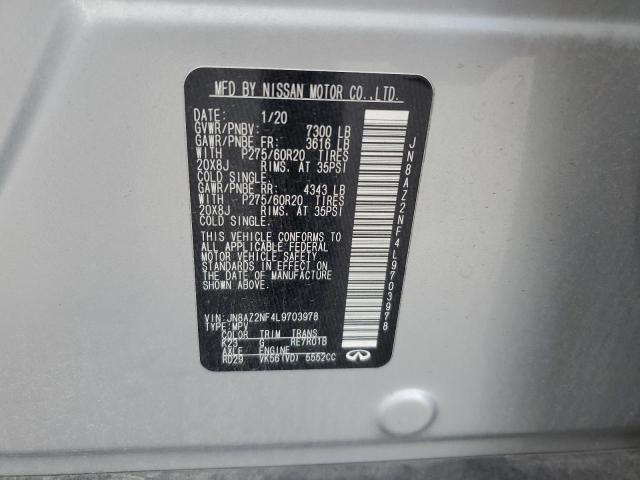 MFD BY NISSAN MOTOR CO.,LTD.
DATE: 1/20
GVWR/PNBV: 7300 LB
GAWR/PNBE FR: 3616 LB
WITH P275/60R20 TIRES
20X8J RIMS. AT 35PSI
COLD SINGLE.
GAWR/PNBE RR: 4343 LB
WITH P275/60R20 TIRES
20X8J RIMS. AT 35PSI
COLD SINGLE.
THIS VEHICLE CONFORMS TO
ALL APPLICABLE FEDERAL
MOTOR VEHICLE SAFETY
STANDARDS IN EFFECT ON
THE DATE OF MANUFACTURE
SHOWN ABOVE.
VIN:JN8AZ2NF4L9703978
TYPE:MPV
COLOR TRIM TRANS
K23 G RE7R01B
AXLE ENGINE
RD29 VK56(VD) 5552CC
JN8AZ2NF4L9703978